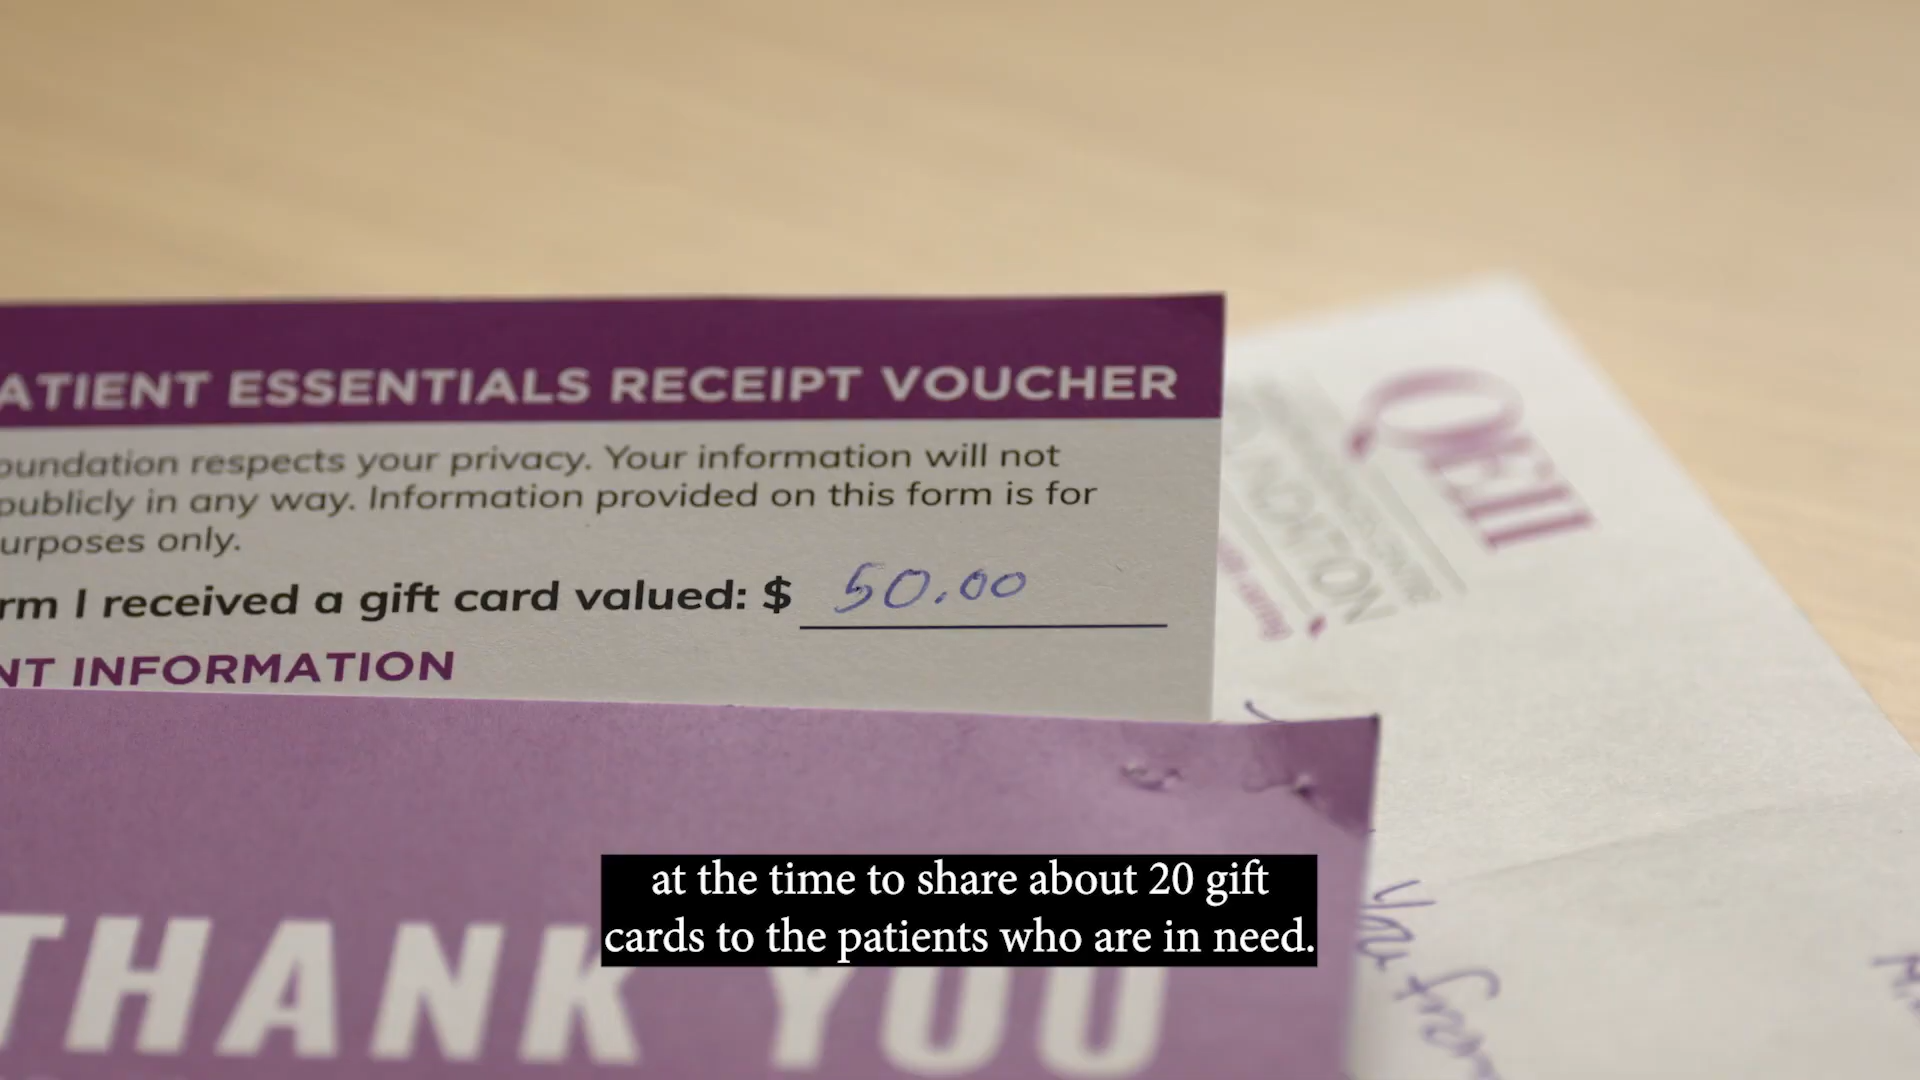 ATIENT ESSENTIALS RECEIPT VOUCHER
oundation respects your privacy. Your information will not
publicly in any way. Information provided on this form is for
urposes only.
rm I received a gift card valued: $ 50.00
NT INFORMATION
THANK YOU
QEII
at the time to share about 20 gift
cards to the patients who are in need.